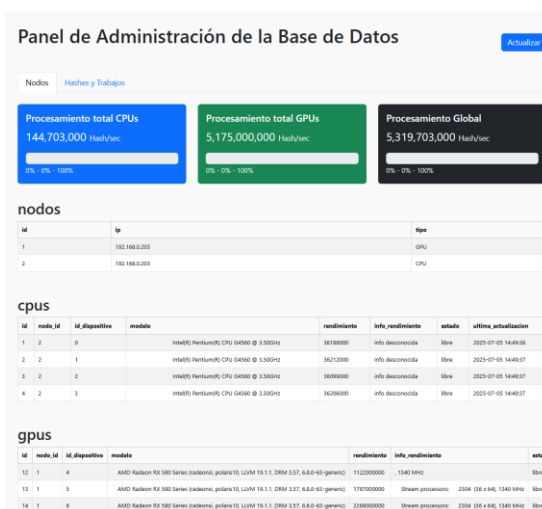 Panel de Administración de la Base de Datos
Actualizar
Nodos Hashes y Trabajos
Procesamiento total CPUs
144,703,000 Hash/sec
0% - 0% - 100%
Procesamiento total GPUs
5,175,000,000 Hash/sec
0% - 0% - 100%
Procesamiento Global
5,319,703,000 Hash/sec
0% - 0% - 100%
nodos
id ip tipo
1 192.168.0.203 GPU
2 192.168.0.203 CPU
cpus
id nodo_id id_dispositivo modelo rendimiento info_rendimiento estado ultima_actualizacion
1 2 0 Intel(R) Pentium(R) CPU G4560 @ 3.50GHz 36186000 info desconocida libre 2025-07-05 14:49:36
2 2 1 Intel(R) Pentium(R) CPU G4560 @ 3.50GHz 36212000 info desconocida libre 2025-07-05 14:49:37
3 2 2 Intel(R) Pentium(R) CPU G4560 @ 3.50GHz 36099000 info desconocida libre 2025-07-05 14:49:37
4 2 3 Intel(R) Pentium(R) CPU G4560 @ 3.50GHz 36206000 info desconocida libre 2025-07-05 14:49:37
gpus
id nodo_id id_dispositivo modelo rendimiento info_rendimiento esta
12 1 4 AMD Radeon RX 580 Series (radeonsi, polaris10, LLVM 19.1.1, DRM 3.57, 6.8.0-63-generic) 1122000000 , 1340 MHz libre
13 1 5 AMD Radeon RX 580 Series (radeonsi, polaris10, LLVM 19.1.1, DRM 3.57, 6.8.0-63-generic) 1787000000 Stream processors: 2304 (36 x 64), 1340 MHz libre
14 1 6 AMD Radeon RX 580 Series (radeonsi, polaris10, LLVM 19.1.1, DRM 3.57, 6.8.0-63-generic) 2266000000 Stream processors: 2304 (36 x 64), 1340 MHz libre